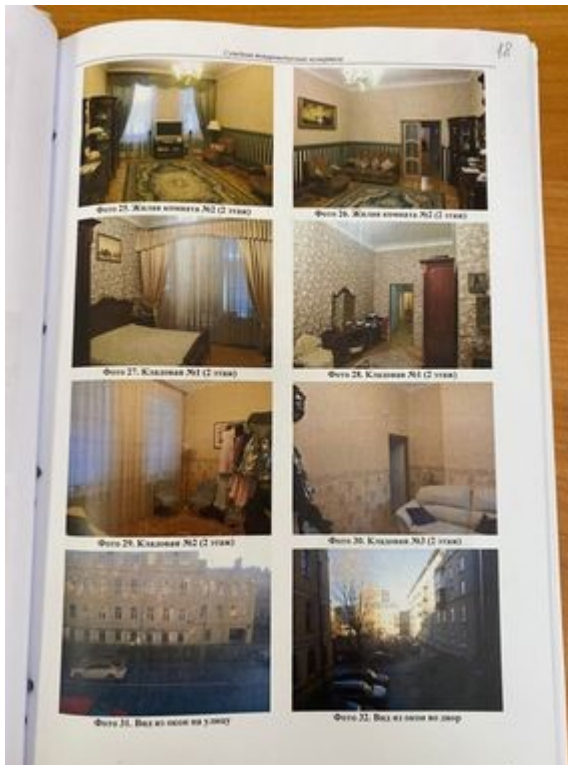 Судебная товароведческая экспертиза
18
Фото 25. Жилая комната №2 (2 этаж)
Фото 26. Жилая комната №2 (2 этаж)
Фото 27. Кладовая №1 (2 этаж)
Фото 28. Кладовая №1 (2 этаж)
Фото 29. Кладовая №2 (2 этаж)
Фото 30. Кладовая №3 (2 этаж)
Фото 31. Вид из окон на улицу
Фото 32. Вид из окон во двор